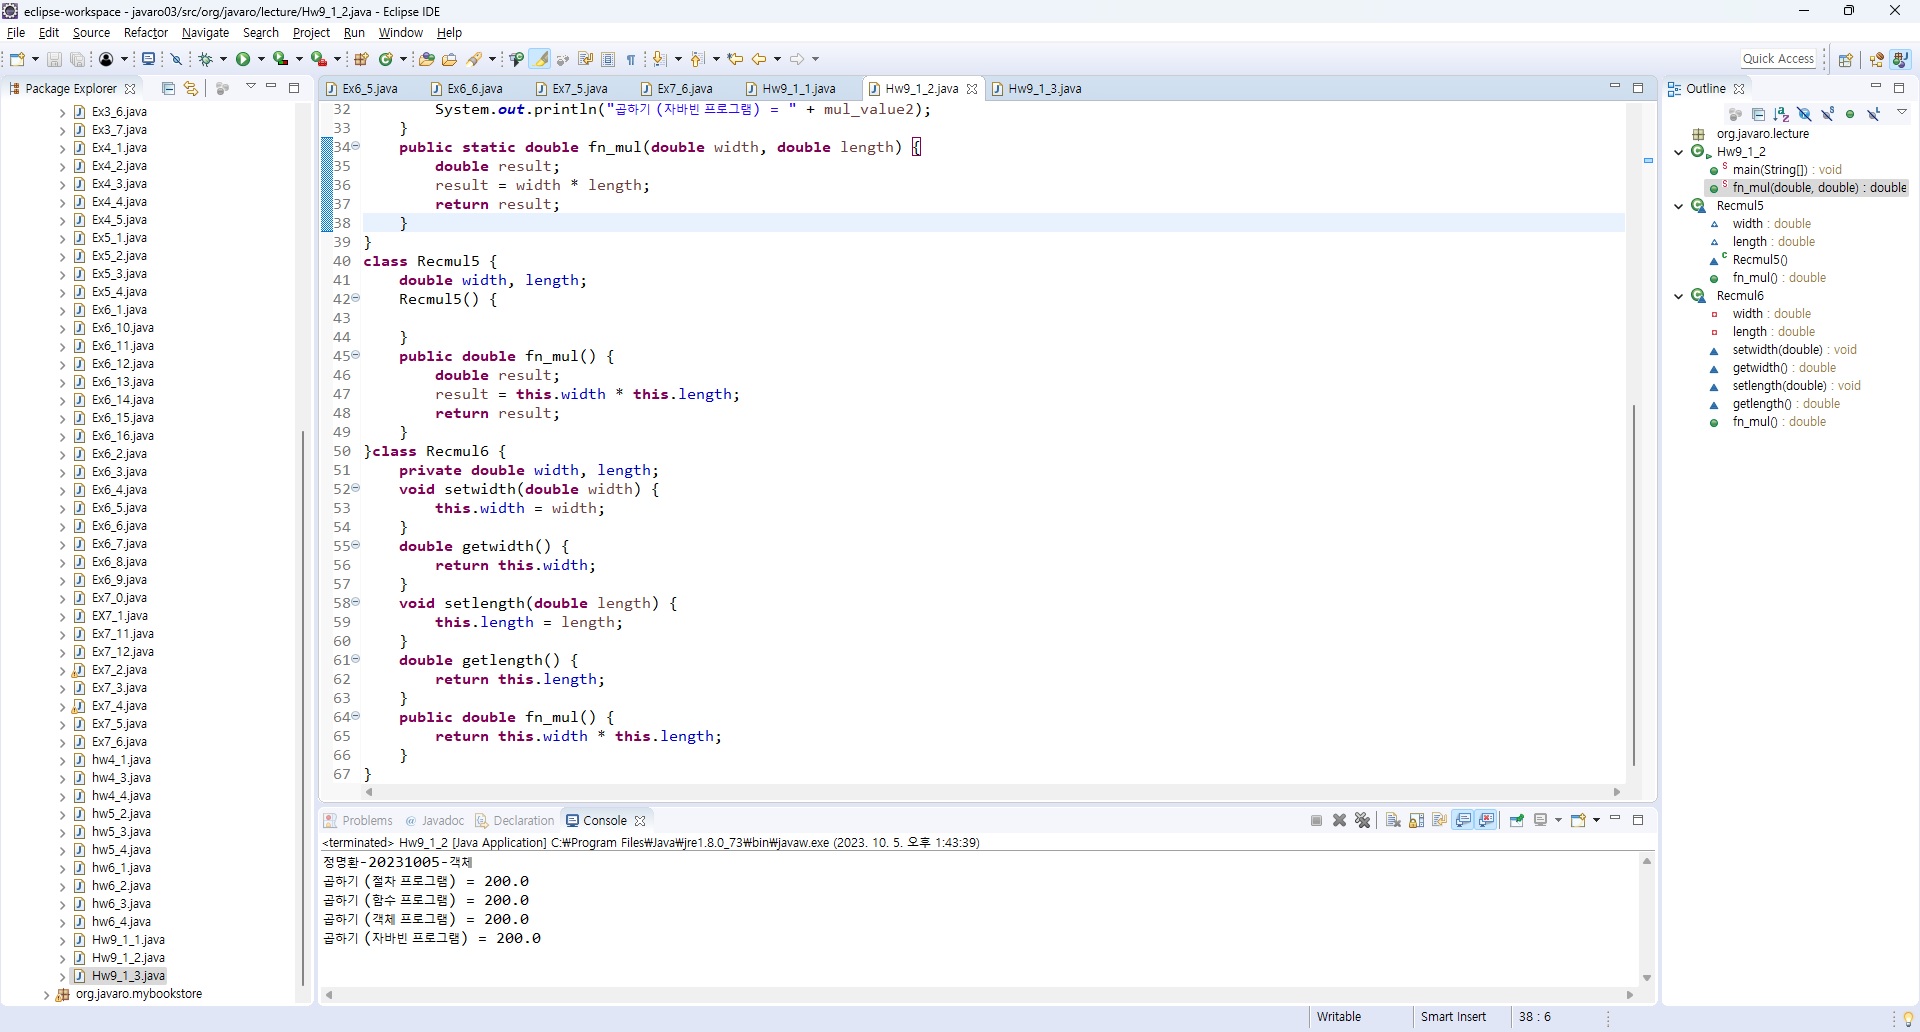 eclipse-workspace - javaro03/src/org/javaro/lecture/Hw9_1_2.java - Eclipse IDE
File Edit Source Refactor Navigate Search Project Run Window Help
Quick Access
Package Explorer
Ex3_6.java
Ex3_7.java
Ex4_1.java
Ex4_2.java
Ex4_3.java
Ex4_4.java
Ex4_5.java
Ex5_1.java
Ex5_2.java
Ex5_3.java
Ex5_4.java
Ex6_1.java
Ex6_10.java
Ex6_11.java
Ex6_12.java
Ex6_13.java
Ex6_14.java
Ex6_15.java
Ex6_16.java
Ex6_2.java
Ex6_3.java
Ex6_4.java
Ex6_5.java
Ex6_6.java
Ex6_7.java
Ex6_8.java
Ex6_9.java
Ex7_0.java
EX7_1.java
Ex7_11.java
Ex7_12.java
Ex7_2.java
Ex7_3.java
Ex7_4.java
Ex7_5.java
Ex7_6.java
hw4_1.java
hw4_3.java
hw4_4.java
hw5_2.java
hw5_3.java
hw5_4.java
hw6_1.java
hw6_2.java
hw6_3.java
hw6_4.java
Hw9_1_1.java
Hw9_1_2.java
Hw9_1_3.java
org.javaro.mybookstore
Ex6_5.java Ex6_6.java Ex7_5.java Ex7_6.java Hw9_1_1.java Hw9_1_2.java Hw9_1_3.java
32 System.out.println("곱하기 (자바빈 프로그램) = " + mul_value2);
33 }
34 public static double fn_mul(double width, double length) {
35 double result;
36 result = width * length;
37 return result;
38 }
39 }
40 class Recmul5 {
41 double width, length;
42 Recmul5() {
43
44 }
45 public double fn_mul() {
46 double result;
47 result = this.width * this.length;
48 return result;
49 }
50 }class Recmul6 {
51 private double width, length;
52 void setwidth(double width) {
53 this.width = width;
54 }
55 double getwidth() {
56 return this.width;
57 }
58 void setlength(double length) {
59 this.length = length;
60 }
61 double getlength() {
62 return this.length;
63 }
64 public double fn_mul() {
65 return this.width * this.length;
66 }
67 }
Problems Javadoc Declaration Console
<terminated> Hw9_1_2 [Java Application] C:₩Program Files₩Java₩jre1.8.0_73₩bin₩javaw.exe (2023. 10. 5. 오후 1:43:39)
정명환-20231005-객체
곱하기 (절차 프로그램) = 200.0
곱하기 (함수 프로그램) = 200.0
곱하기 (객체 프로그램) = 200.0
곱하기 (자바빈 프로그램) = 200.0
Outline
org.javaro.lecture
Hw9_1_2
main(String[]) : void
fn_mul(double, double) : double
Recmul5
width : double
length : double
Recmul5()
fn_mul() : double
Recmul6
width : double
length : double
setwidth(double) : void
getwidth() : double
setlength(double) : void
getlength() : double
fn_mul() : double
Writable Smart Insert 38 : 6